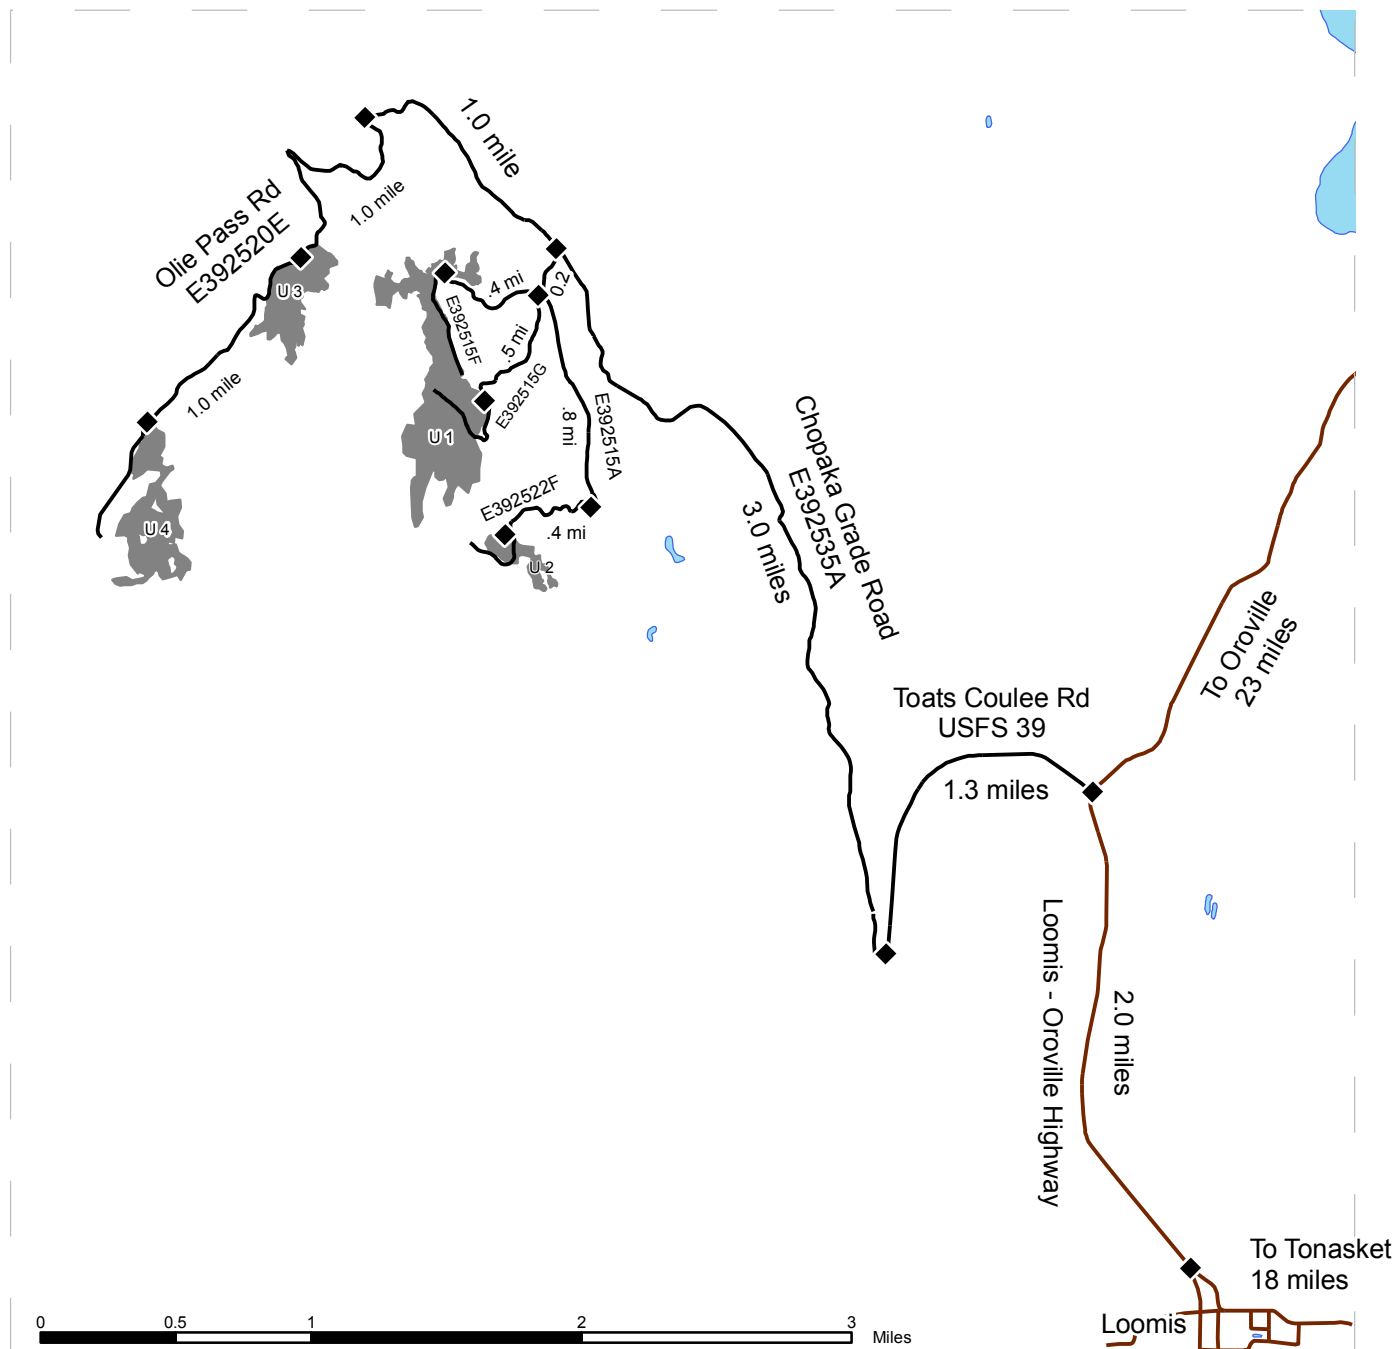 1.0 mile
Olie Pass Rd
E392520E
1.0 mile
U 3
.4 mi
0.2
E392515F
.5 mi
E392515G
1.0 mile
U 1
.8 mi
E392515A
Chopaka Grade Road
E392535A
3.0 miles
E392522F
.4 mi
U 4
U 2
To Oroville
23 miles
Toats Coulee Rd
USFS 39
1.3 miles
Loomis - Oroville Highway
2.0 miles
To Tonasket
18 miles
Loomis
0 0.5 1 2 3
Miles